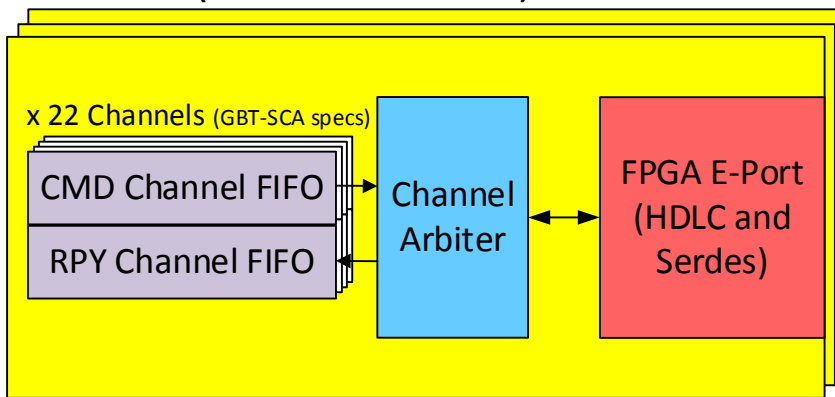 x 22 Channels (GBT-SCA specs)
CMD Channel FIFO
RPY Channel FIFO
Channel
Arbiter
FPGA E-Port
(HDLC and
Serdes)